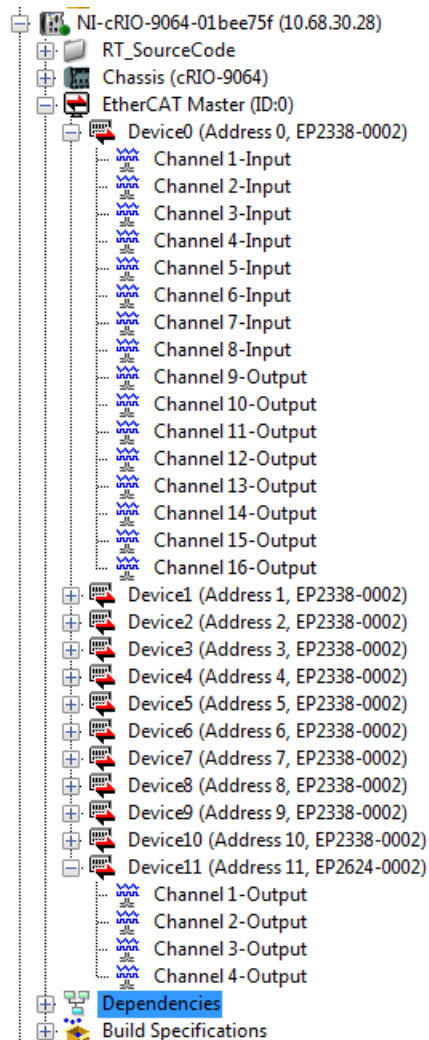 NI-cRIO-9064-01bee75f (10.68.30.28)
RT_SourceCode
Chassis (cRIO-9064)
EtherCAT Master (ID:0)
Device0 (Address 0, EP2338-0002)
Channel 1-Input
Channel 2-Input
Channel 3-Input
Channel 4-Input
Channel 5-Input
Channel 6-Input
Channel 7-Input
Channel 8-Input
Channel 9-Output
Channel 10-Output
Channel 11-Output
Channel 12-Output
Channel 13-Output
Channel 14-Output
Channel 15-Output
Channel 16-Output
Device1 (Address 1, EP2338-0002)
Device2 (Address 2, EP2338-0002)
Device3 (Address 3, EP2338-0002)
Device4 (Address 4, EP2338-0002)
Device5 (Address 5, EP2338-0002)
Device6 (Address 6, EP2338-0002)
Device7 (Address 7, EP2338-0002)
Device8 (Address 8, EP2338-0002)
Device9 (Address 9, EP2338-0002)
Device10 (Address 10, EP2338-0002)
Device11 (Address 11, EP2624-0002)
Channel 1-Output
Channel 2-Output
Channel 3-Output
Channel 4-Output
Dependencies
Build Specifications